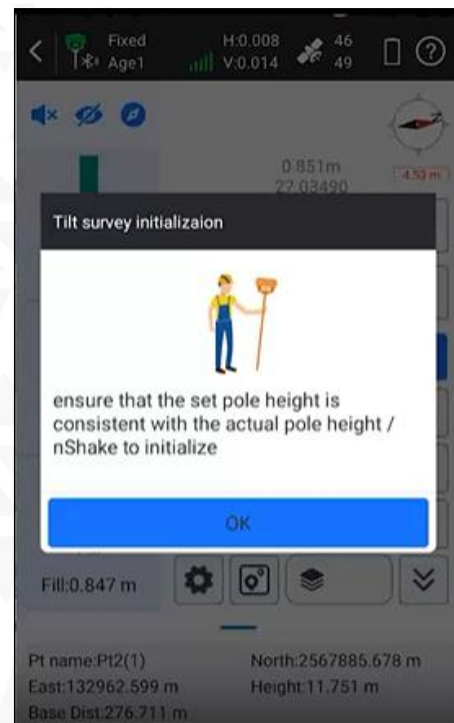 Fixed H:0.008 46
Age1 V:0.014 49
0.851m
27.03490
4.50 m
Tilt survey initializaion
ensure that the set pole height is
consistent with the actual pole height /
nShake to initialize
OK
Fill:0.847 m
Pt name:Pt2(1) North:2567885.678 m
East:132962.599 m Height:11.751 m
Base Dist:276.711 m